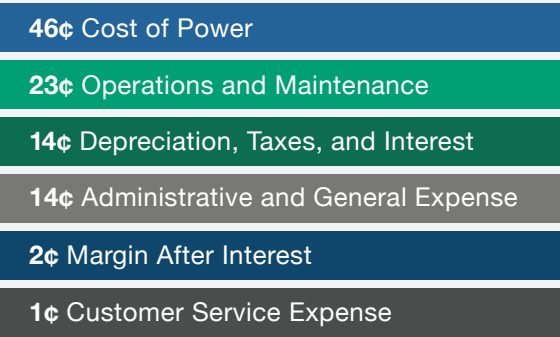 46¢ Cost of Power
23¢ Operations and Maintenance
14¢ Depreciation, Taxes, and Interest
14¢ Administrative and General Expense
2¢ Margin After Interest
1¢ Customer Service Expense